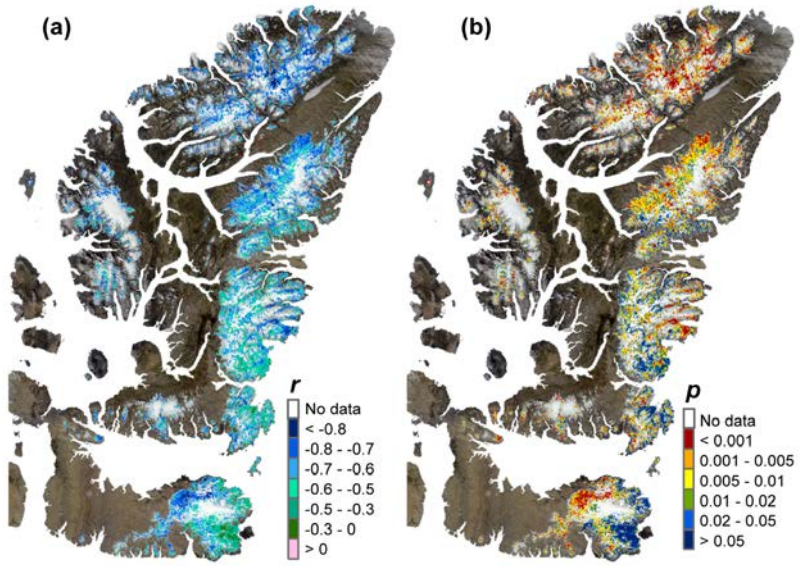 (a)
(b)
r
No data
< -0.8
-0.8 - -0.7
-0.7 - -0.6
-0.6 - -0.5
-0.5 - -0.3
-0.3 - 0
> 0
p
No data
< 0.001
0.001 - 0.005
0.005 - 0.01
0.01 - 0.02
0.02 - 0.05
> 0.05